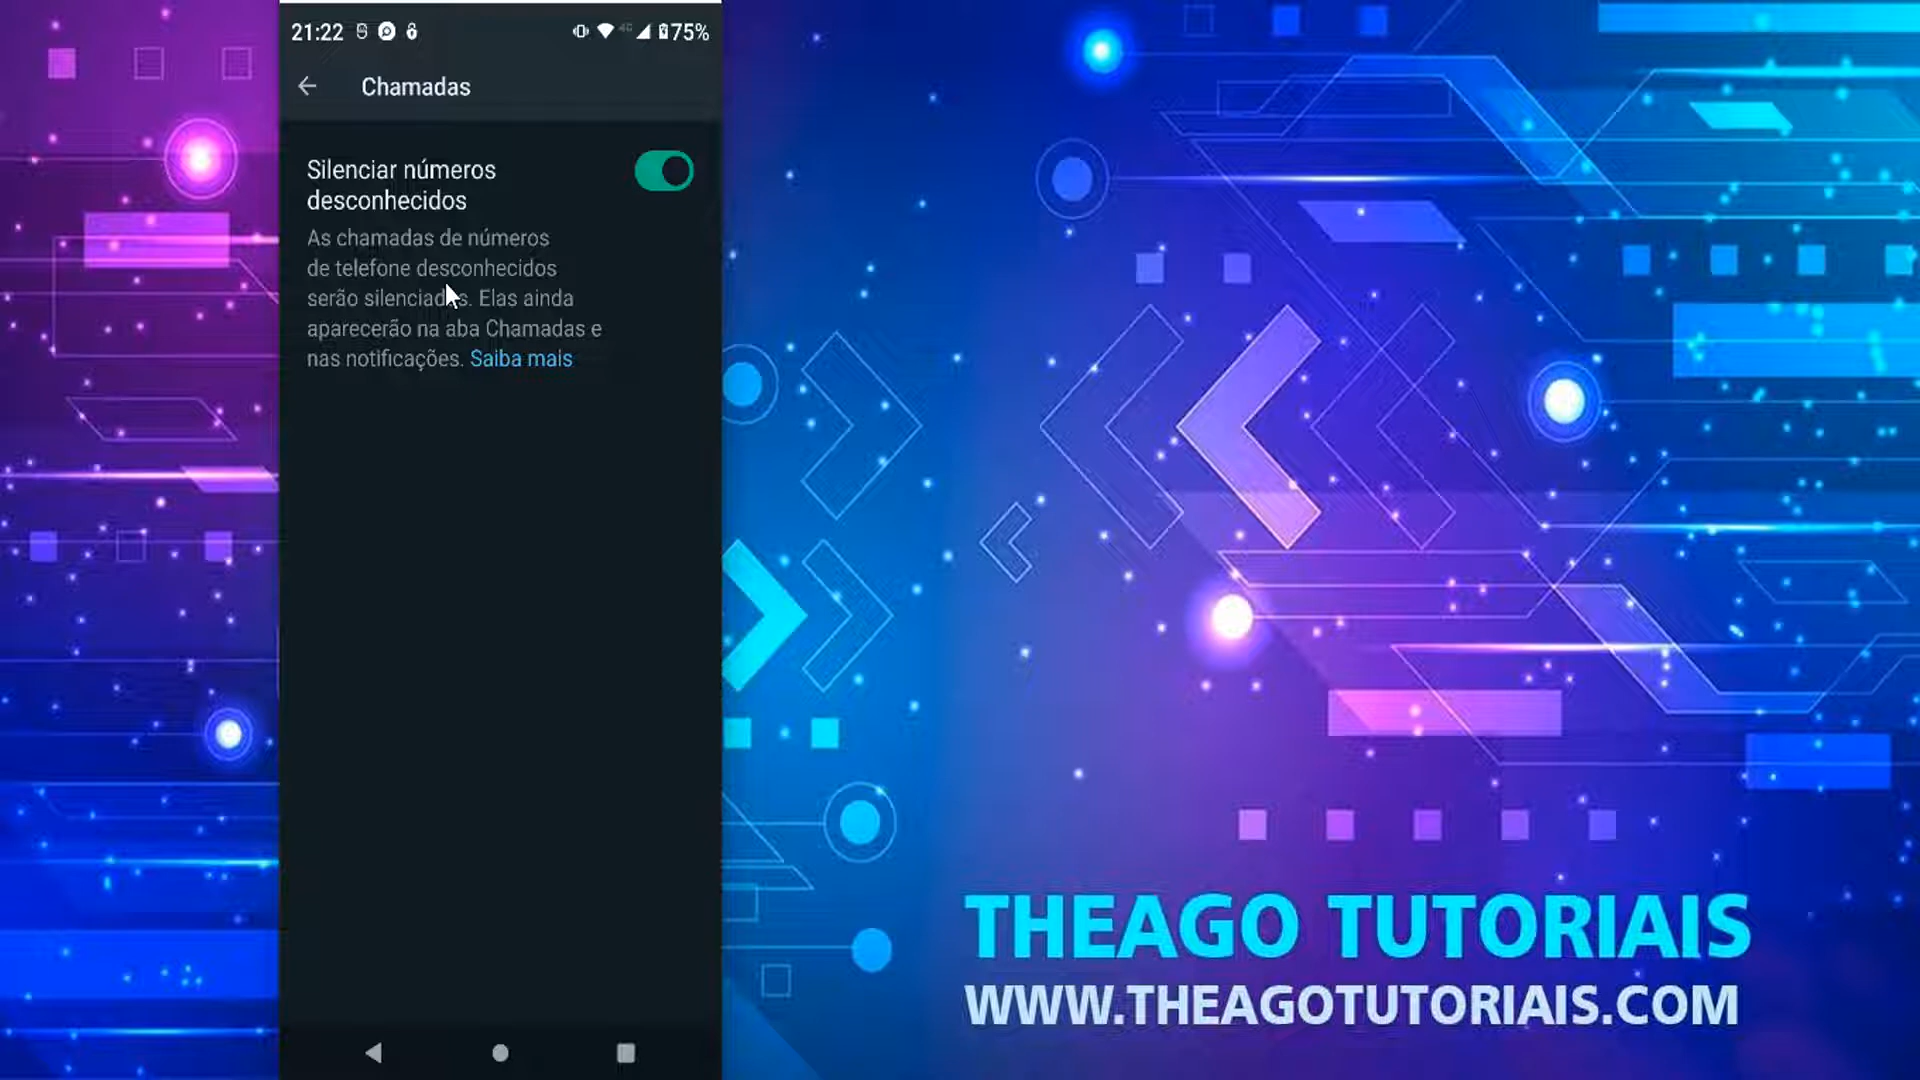 21:22 75%
Chamadas
Silenciar números
desconhecidos
As chamadas de números
de telefone desconhecidos
serão silenciadas. Elas ainda
aparecerão na aba Chamadas e
nas notificações. Saiba mais
THEAGO TUTORIAIS
WWW.THEAGOTUTORIAIS.COM